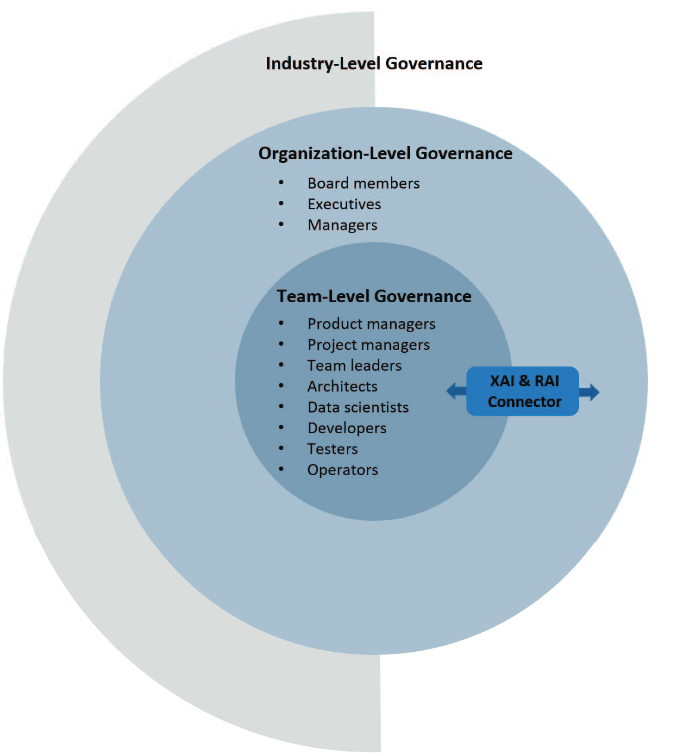 Industry-Level Governance
Organization-Level Governance
• Board members
• Executives
• Managers
Team-Level Governance
• Product managers
• Project managers
• Team leaders
• Architects
• Data scientists
• Developers
• Testers
• Operators
XAI & RAI
Connector